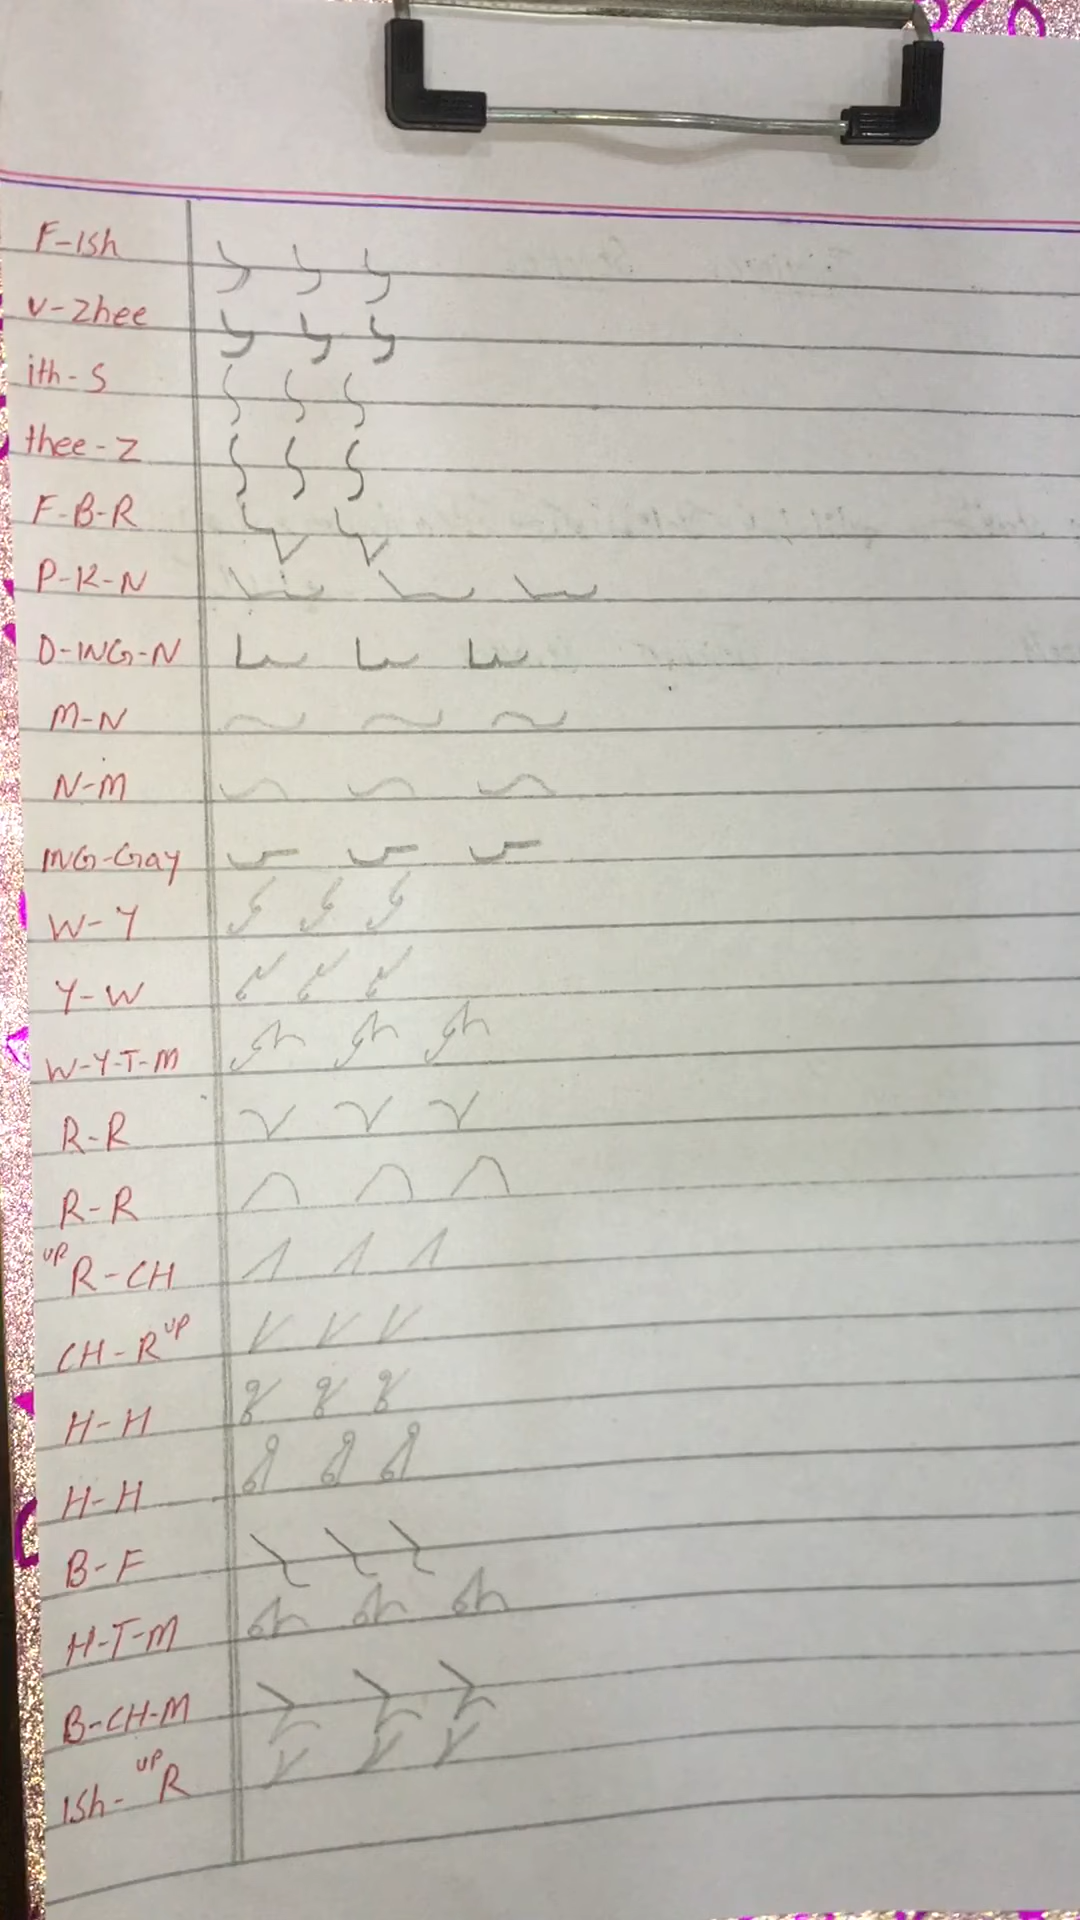 F-ish
V-Zhee
ith-S
thee-Z
F-B-R
P-K-N
D-ING-N
M-N
N-M
ING-Gay
W-Y
Y-W
W-Y-T-M
R-R
R-R
UP R-CH
CH-R UP
H-H
H-H
B-F
H-T-M
B-CH-M
ish-UP R